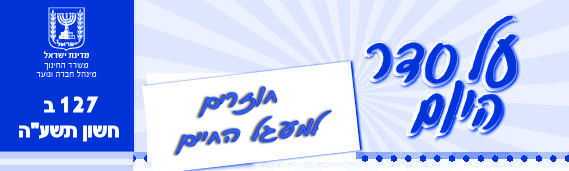 על סדר
היום
חוזרים
למעגל החיים
מדינת ישראל
משרד החינוך
מינהל חברה ונוער
127 ב
חשון תשע"ה